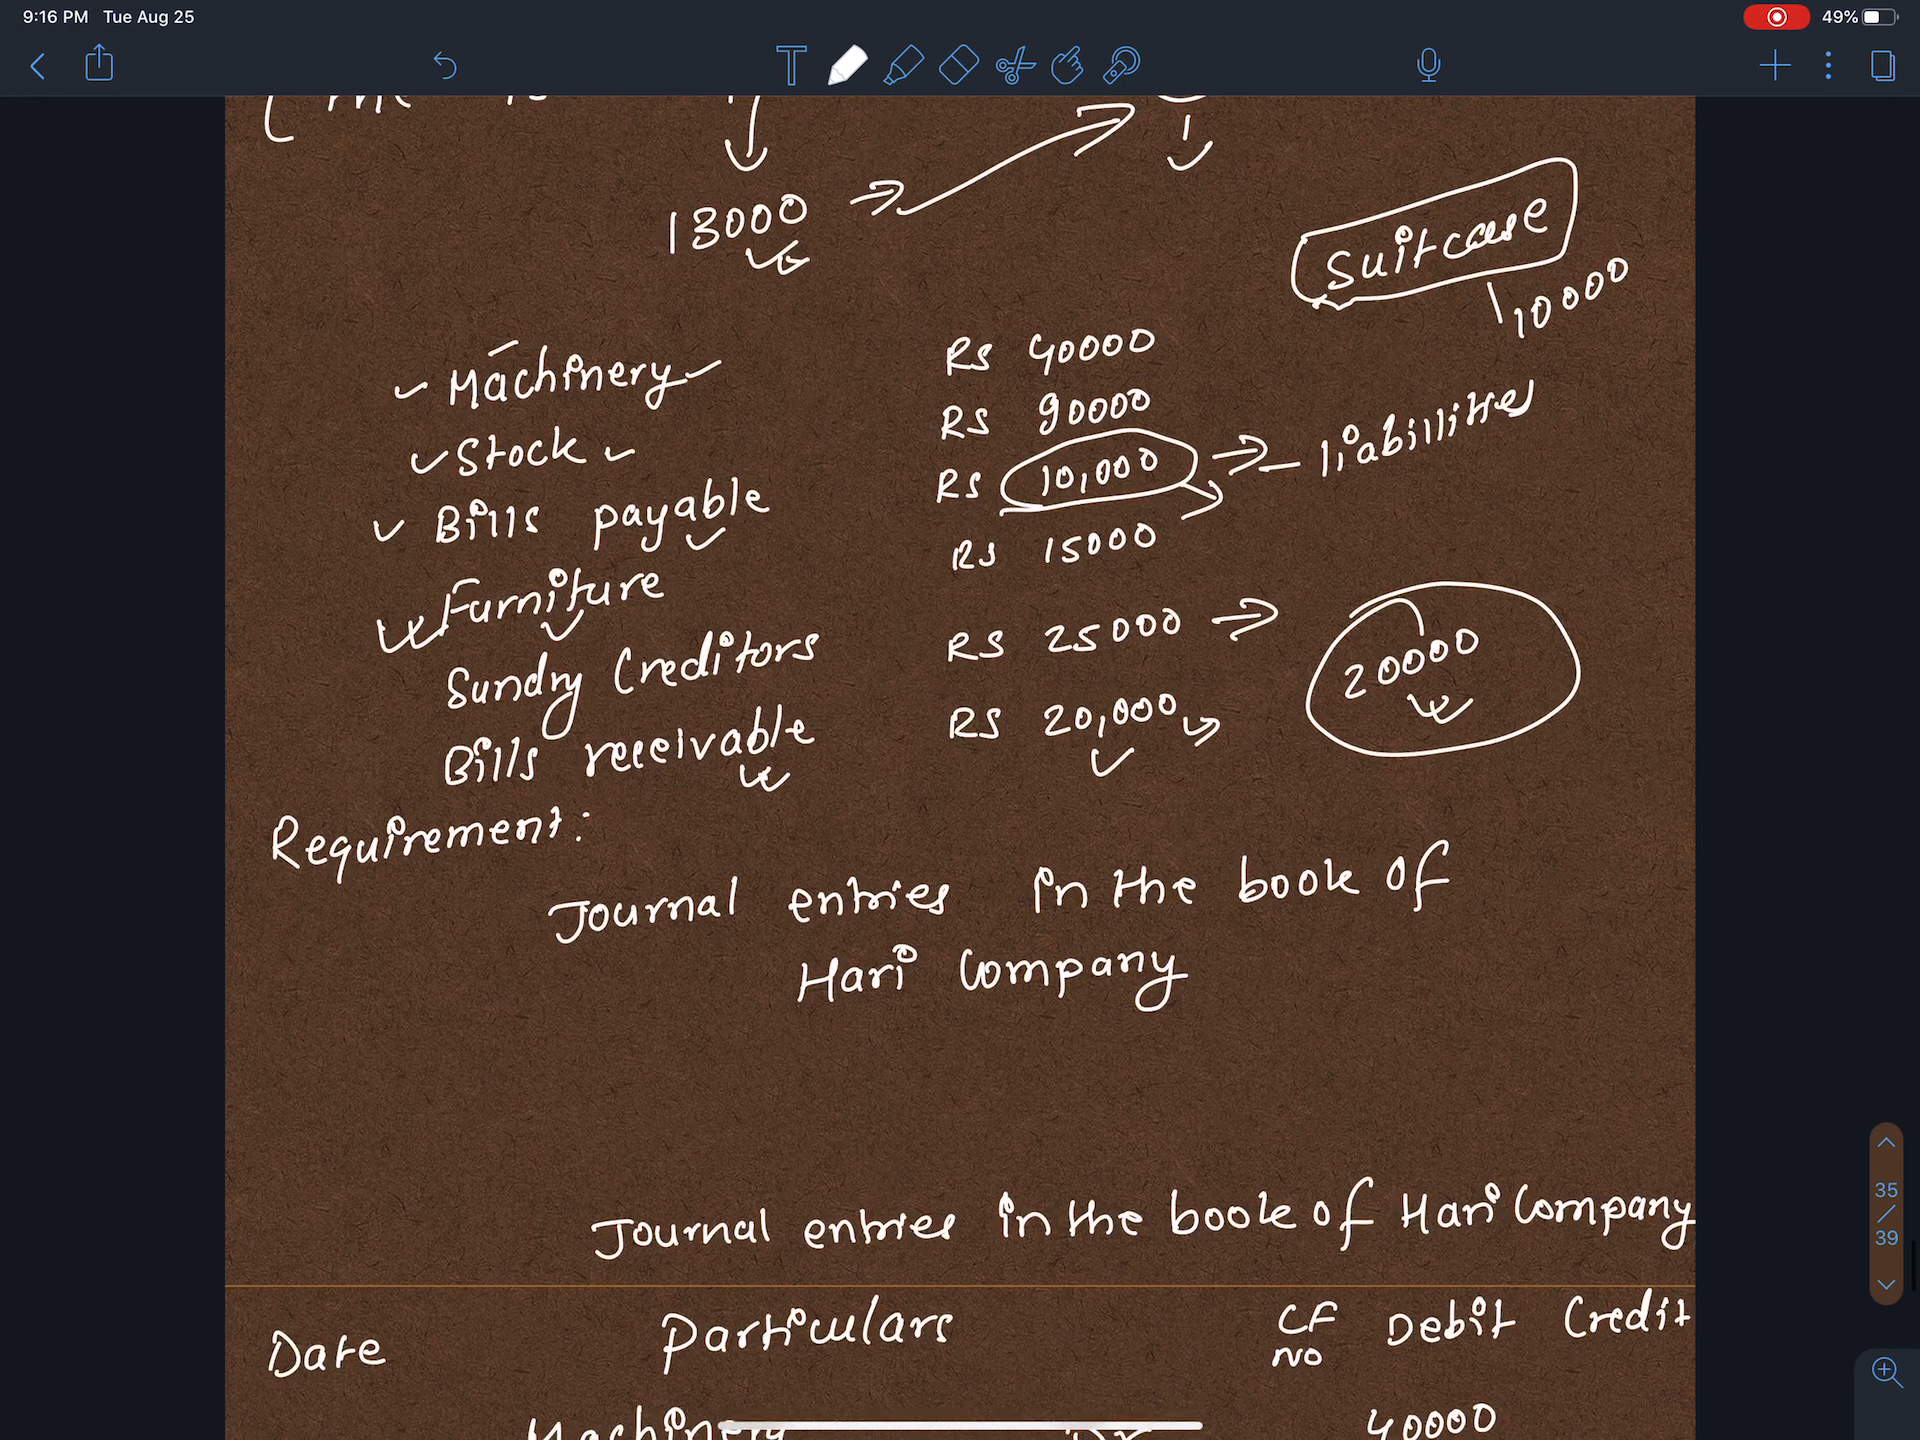 9:16 PM Tue Aug 25
49%
13000
Suitcase
10000
Machinery RS 40000
Stock RS 90000
Bills payable RS 10,000 liabillities
Furniture RS 15000
Sundry Creditors RS 25000 20000
Bills receivable RS 20,000
Requirement:
Journal entries in the book of
Hari Company
Journal entries in the book of Hari Company
Date Particulars CF NO Debit Credit
Machinery Dr 40000
35
/
39